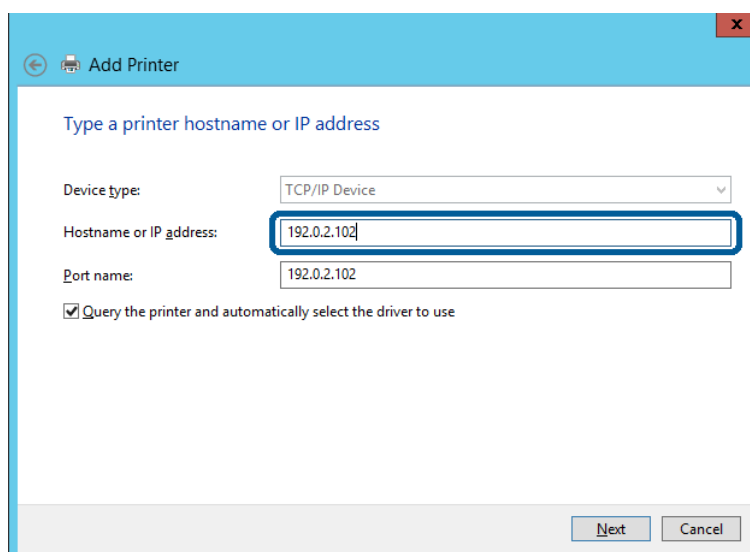 x
Add Printer
Type a printer hostname or IP address
Device type: TCP/IP Device
Hostname or IP address: 192.0.2.102
Port name: 192.0.2.102
Query the printer and automatically select the driver to use
Next Cancel